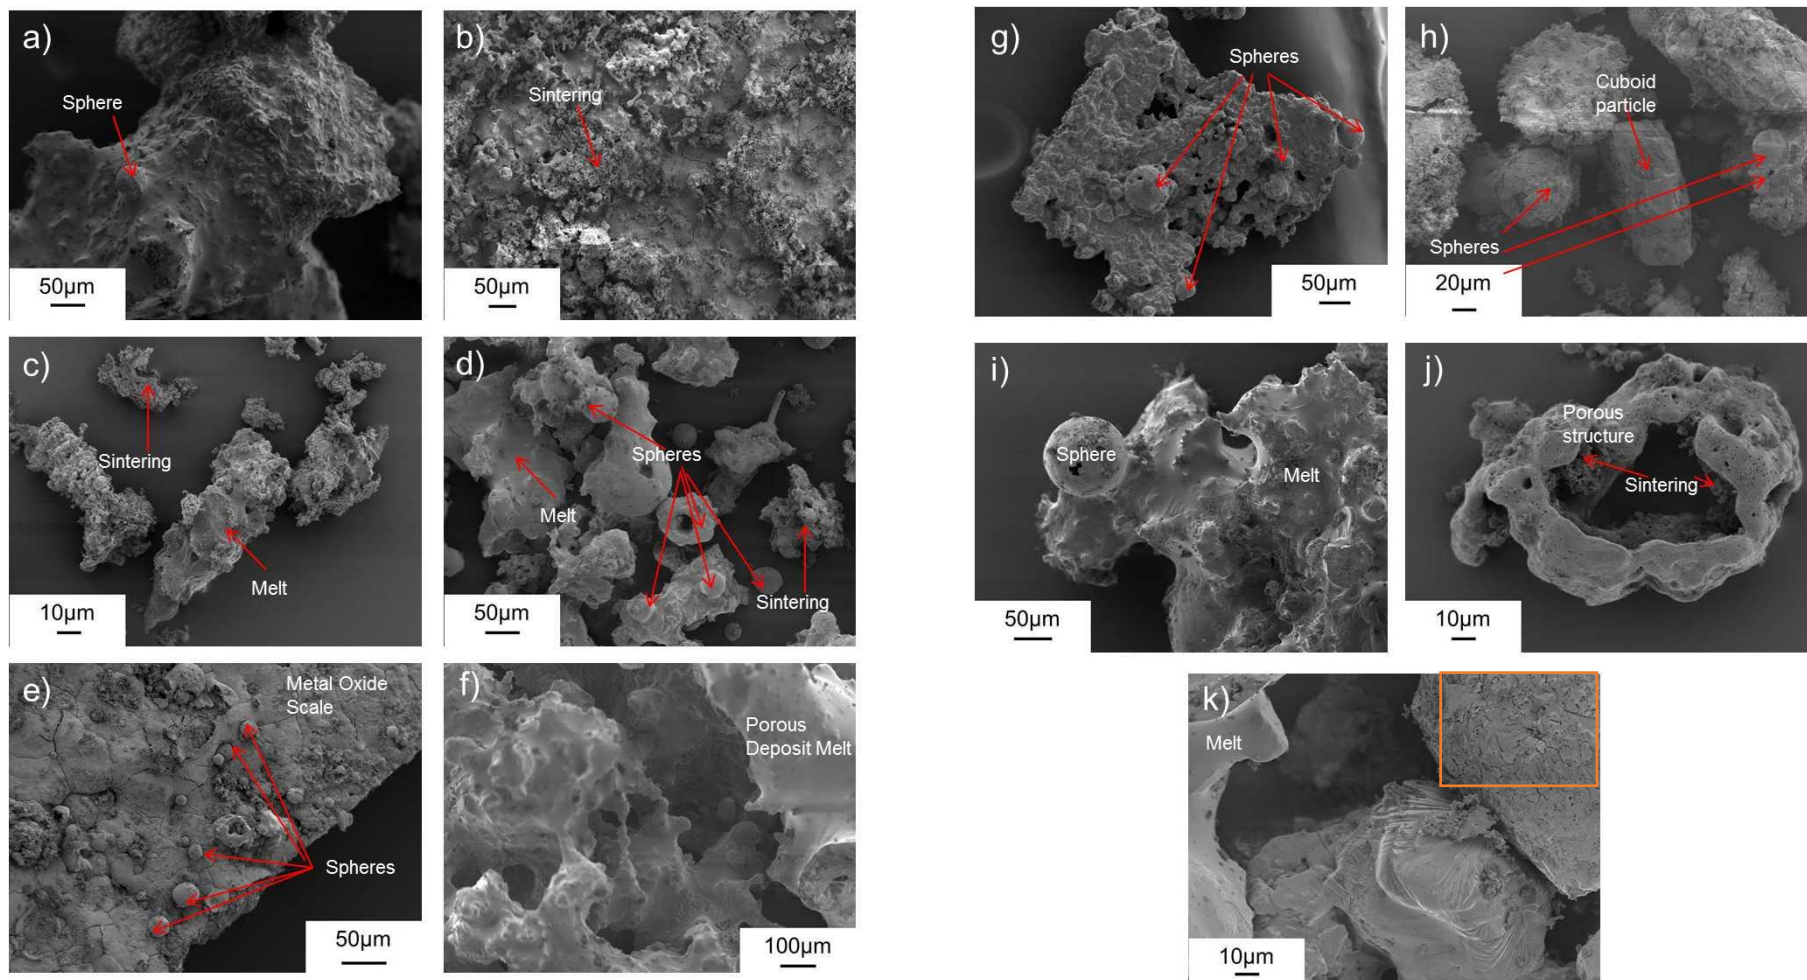 a)
Sphere
50µm
b)
Sintering
50µm
c)
Sintering
Melt
10µm
d)
Spheres
Melt
Sintering
50µm
e)
Metal Oxide
Scale
Spheres
50µm
f)
Porous
Deposit Melt
100µm
g)
Spheres
50µm
h)
Cuboid
particle
Spheres
20µm
i)
Sphere
Melt
50µm
j)
Porous
structure
Sintering
10µm
k)
Melt
10µm